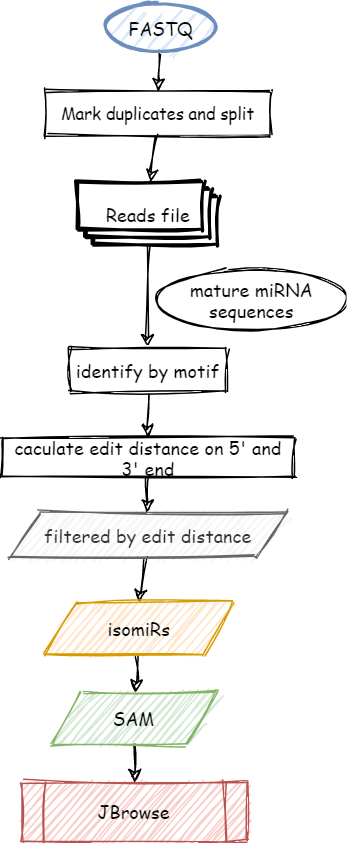 FASTQ
Mark duplicates and split
Reads file
mature miRNA
sequences
identify by motif
caculate edit distance on 5' and
3' end
filtered by edit distance
isomiRs
SAM
JBrowse